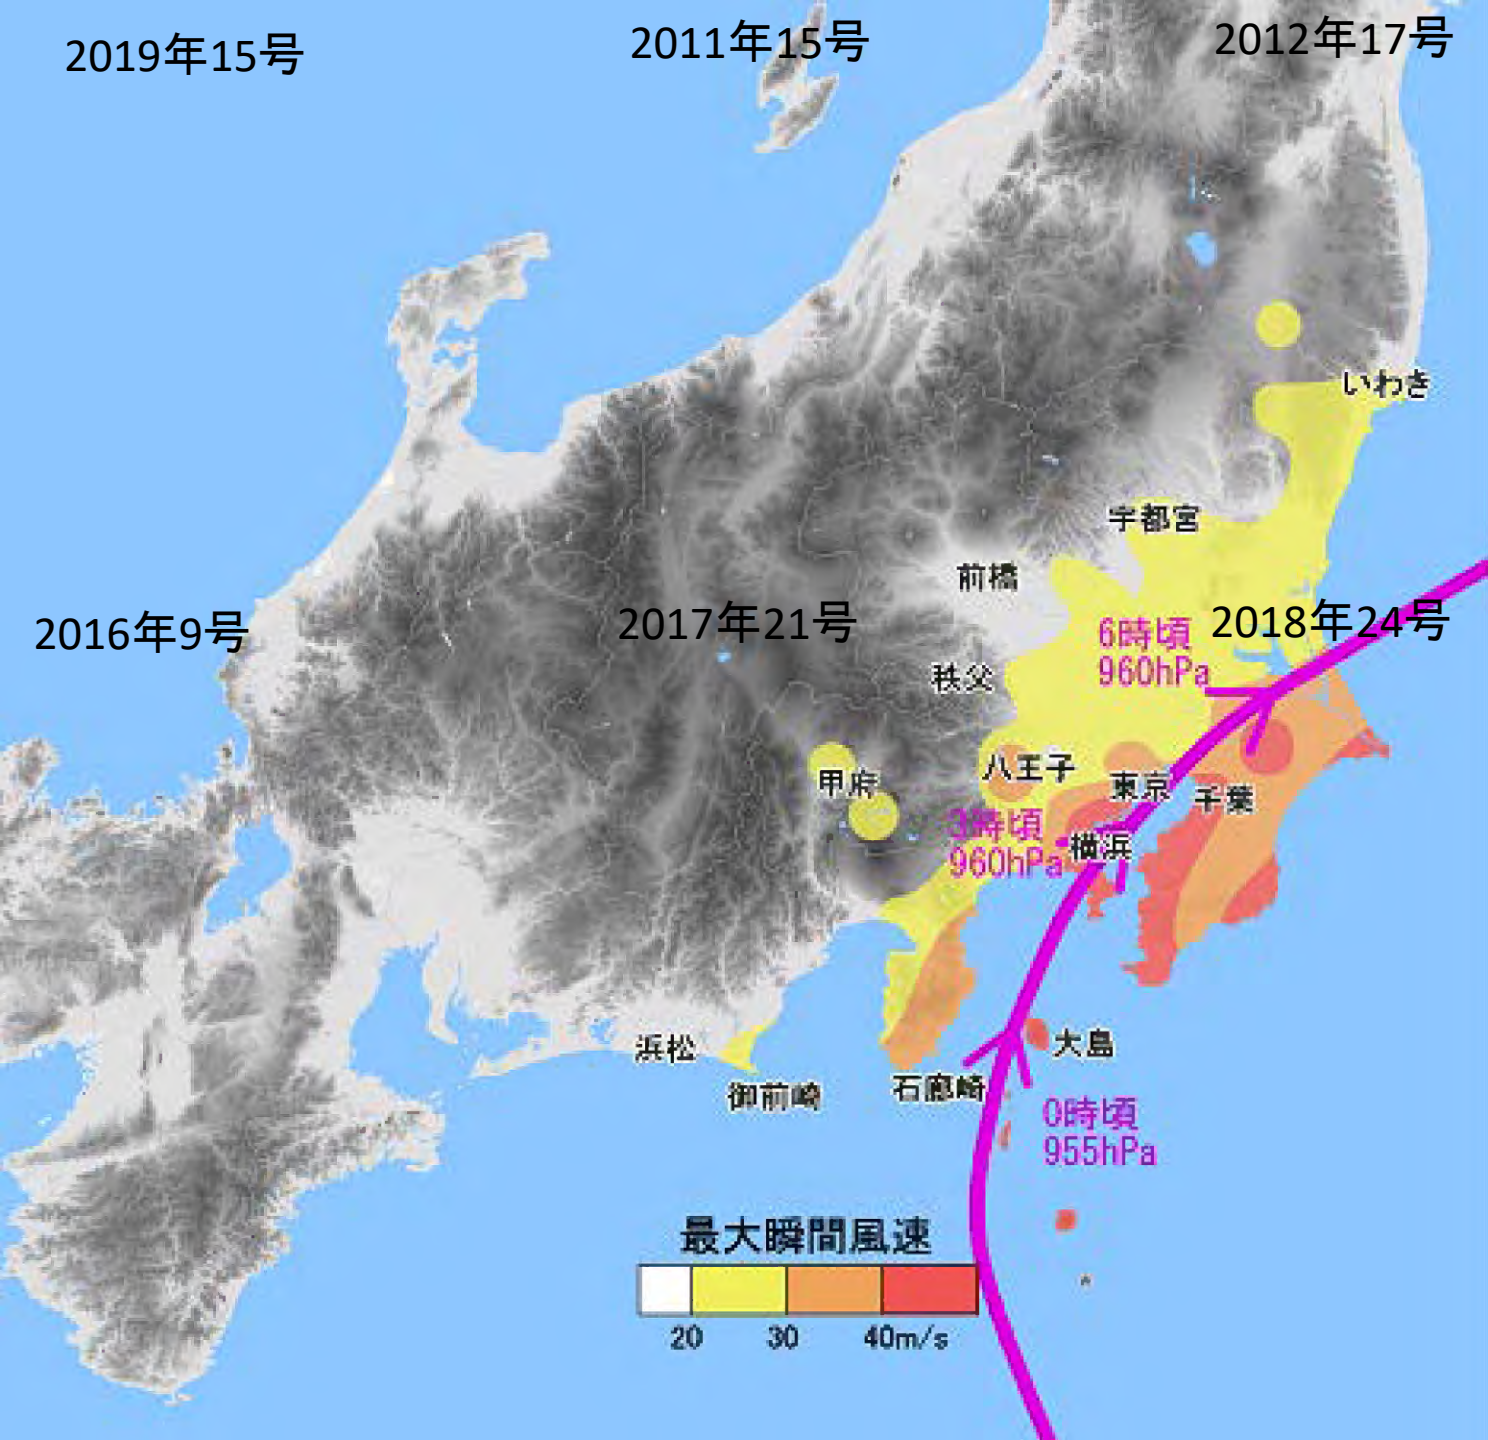 2019年15号
2011年15号
2012年17号
いわき
宇都宮
前橋
2016年9号
2017年21号
6時頃
960hPa
2018年24号
秩父
八王子
甲府
東京
千葉
3時頃
960hPa
横浜
浜松
大島
御前崎
石廊崎
0時頃
955hPa
最大瞬間風速
20
30
40m/s